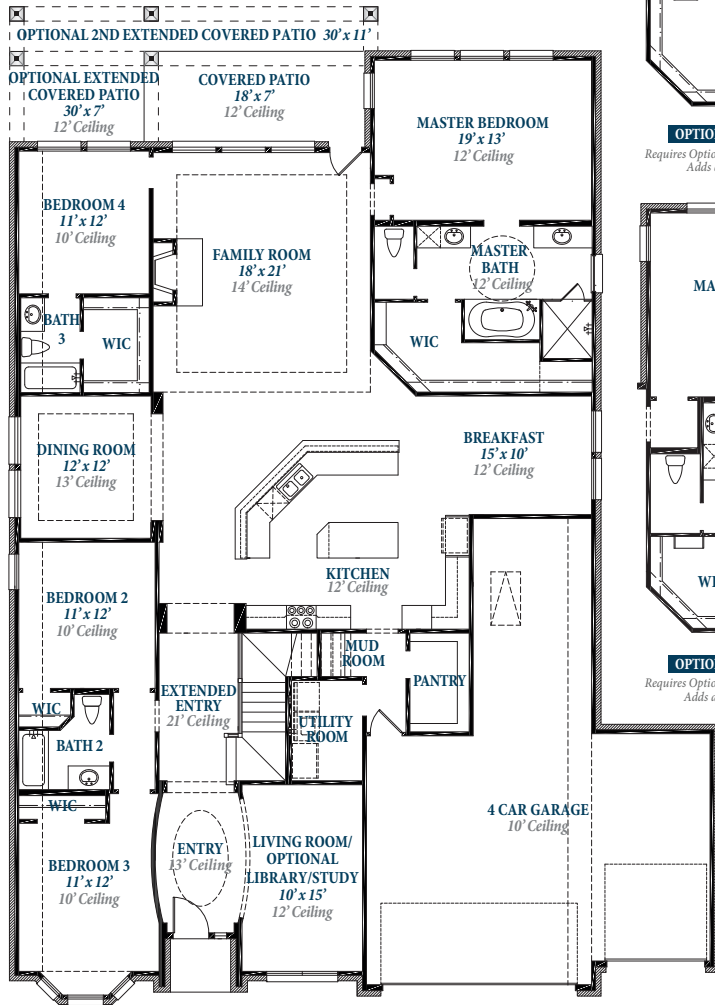 OPTIONAL 2ND EXTENDED COVERED PATIO 30' x 11'
OPTIONAL EXTENDED
COVERED PATIO
30' x 7'
12' Ceiling
COVERED PATIO
18' x 7'
12' Ceiling
MASTER BEDROOM
19' x 13'
12' Ceiling
BEDROOM 4
11' x 12'
10' Ceiling
FAMILY ROOM
18' x 21'
14' Ceiling
MASTER
BATH
12' Ceiling
BATH
3
WIC
WIC
DINING ROOM
12' x 12'
13' Ceiling
BREAKFAST
15' x 10'
12' Ceiling
KITCHEN
12' Ceiling
BEDROOM 2
11' x 12'
10' Ceiling
MUD
ROOM
PANTRY
EXTENDED
ENTRY
21' Ceiling
UTILITY
ROOM
WIC
BATH 2
WIC
BEDROOM 3
11' x 12'
10' Ceiling
ENTRY
13' Ceiling
LIVING ROOM/
OPTIONAL
LIBRARY/STUDY
10' x 15'
12' Ceiling
4 CAR GARAGE
10' Ceiling
OPTIO
Requires Optio
Adds
MA
WI
OPTIO
Requires Optio
Adds a